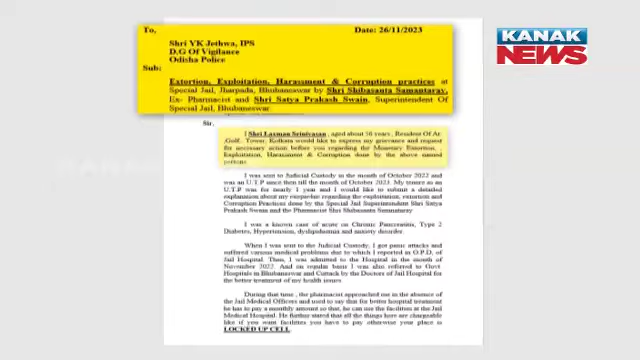 To,
Date: 26/11/2023
KANAK
NEWS
Shri YK Jethwa, IPS
D.G Of Vigilance
Odisha Police
Sub:
Extortion, Exploitation, Harassment & Corruption practices at
Special Jail, Jharpada, Bhubaneswar by Shri Shibasanta Samantaray,
Ex- Pharmacist and Shri Satya Prakash Swain, Superintendent Of
Special Jail, Bhubaneswar
Sir,
I Shri Laxman Srinivasan, aged about 58 years, Resident Of At
,Golf, Tower, Kolkata would like to express my grievance and request
for necessary action before you regarding the Monetary Extortion, ,
Exploitation, Harassment & Corruption done by the above named
persons
I was sent to Judicial Custody in the month of October 2022 and
was an U.T.P since then till the month of October 2023. My tenure as an
U.T.P was for nearly 1 year and I would like to submit a detailed
explanation about my regarding the exploitation, extortion
and Corruption Practices done by the Special Jail Superintendent Shri Satya
Prakash Swain and the Pharmacist Shri Shibasanta Samantaray
I was a known case of acute on Chronic Pancreatitis, Type 2
Diabetes, Hypertension, dyslipidemia and anxiety disorder.
When I was sent to the Judicial Custody, I got panic attacks and
suffered various medical problems due to which I reported in O.P.D. of
Jail Hospital. Then, I was admitted to the Hospital in the month of
November 2022. And on regular basis I was also referred to Govt
Hospitals in Bhubaneswar and Cuttack by the Doctors of Jail Hospital for
the better treatment of my health issues.
During that time , the pharmacist approached me in the absence of
the Jail Medical Officers and used to say that for better hospital treatment
he has to pay a monthly amount so that, he can use the facilities at the Jail
Medical Hospital. He further stated that all the things here are chargeable
like if you want facilities you have to pay otherwise your place is
LOCKED UP CELL.